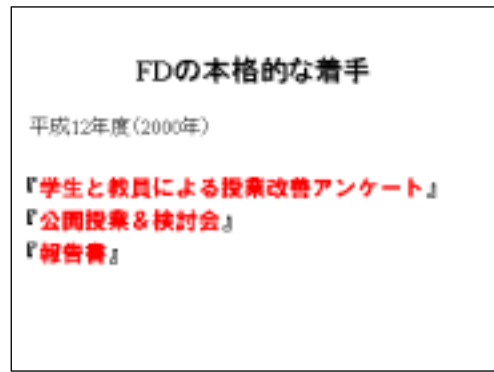 FDの本格的な着手
平成12年度(2000年)
『学生と教員による授業改善アンケート』
『公開授業&検討会』
『報告書』